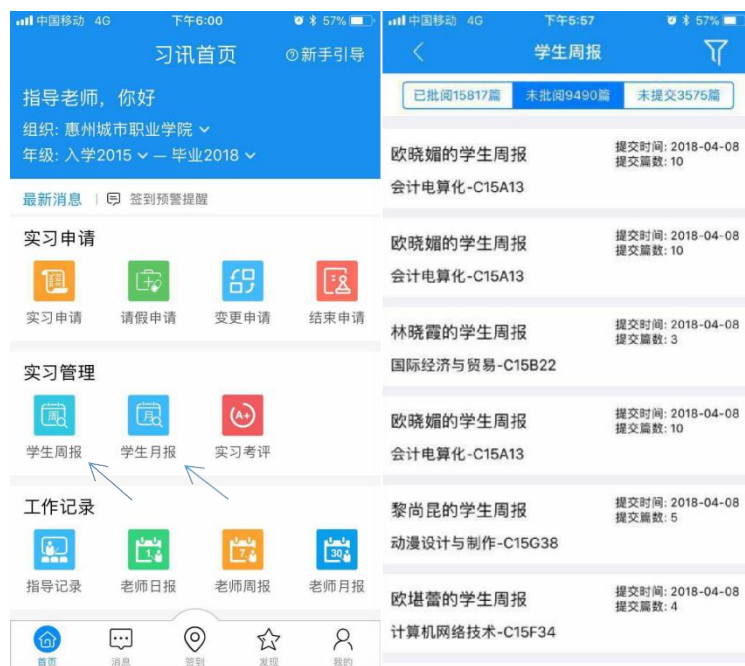 中国移动 4G 下午6:00 57%
习讯首页
新手引导
指导老师，你好
组织: 惠州城市职业学院
年级: 入学2015 — 毕业2018
最新消息 签到预警提醒
实习申请
实习申请 请假申请 变更申请 结束申请
实习管理
周 月 A+
学生周报 学生月报 实习考评
工作记录
1 7 30
指导记录 老师日报 老师周报 老师月报
首页 消息 签到 发现 我的
中国移动 4G 下午5:57 57%
学生周报
已批阅15817篇 未批阅9490篇 未提交3575篇
欧晓媚的学生周报
提交时间: 2018-04-08
提交篇数: 10
会计电算化-C15A13
欧晓媚的学生周报
提交时间: 2018-04-08
提交篇数: 10
会计电算化-C15A13
林晓霞的学生周报
提交时间: 2018-04-08
提交篇数: 3
国际经济与贸易-C15B22
欧晓媚的学生周报
提交时间: 2018-04-08
提交篇数: 10
会计电算化-C15A13
黎尚昆的学生周报
提交时间: 2018-04-08
提交篇数: 5
动漫设计与制作-C15G38
欧堪蕾的学生周报
提交时间: 2018-04-08
提交篇数: 4
计算机网络技术-C15F34